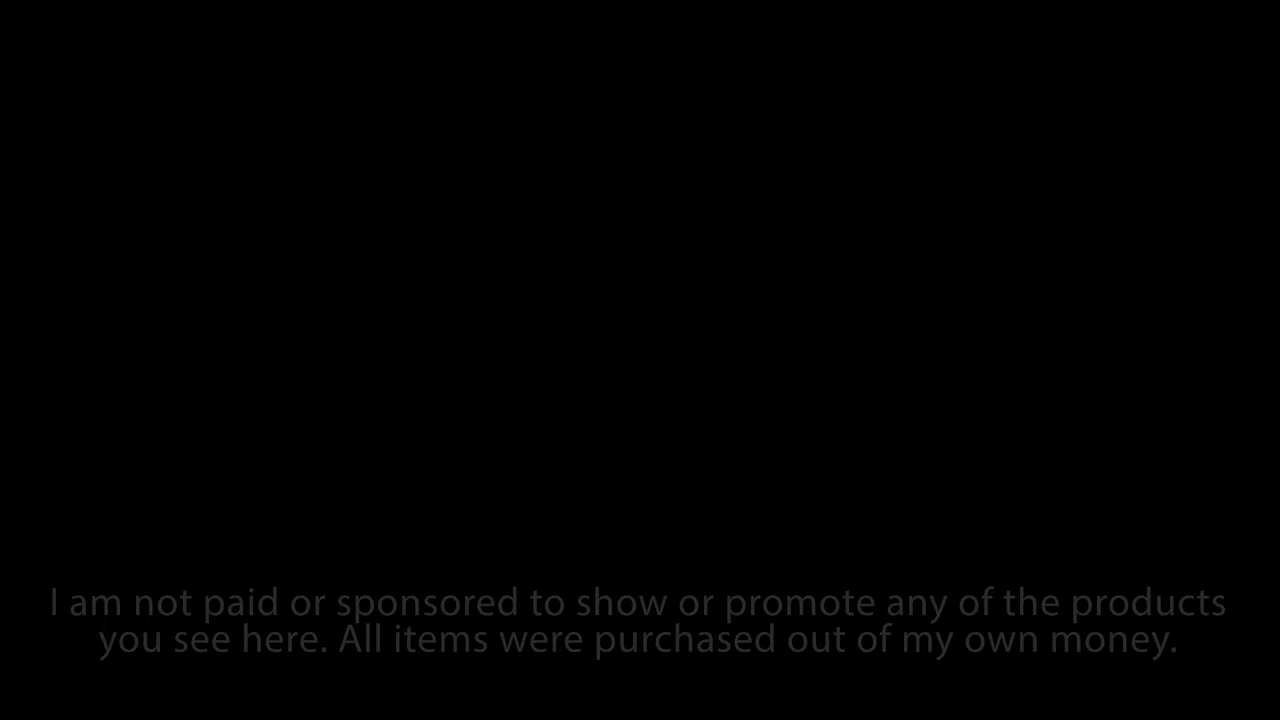 I am not paid or sponsored to show or promote any of the products
you see here. All items were purchased out of my own money.